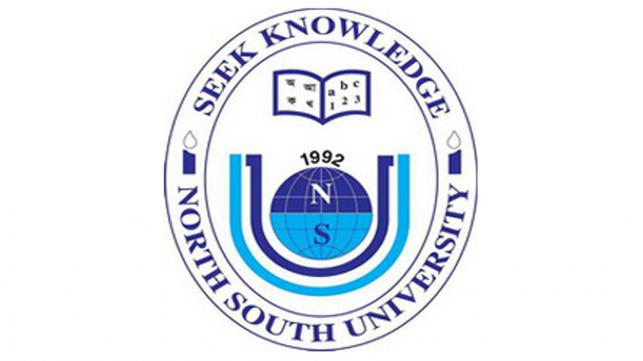 SEEK KNOWLEDGE
অ আ
ক খ
a b c
1 2 3
1992
N
S
NORTH SOUTH UNIVERSITY